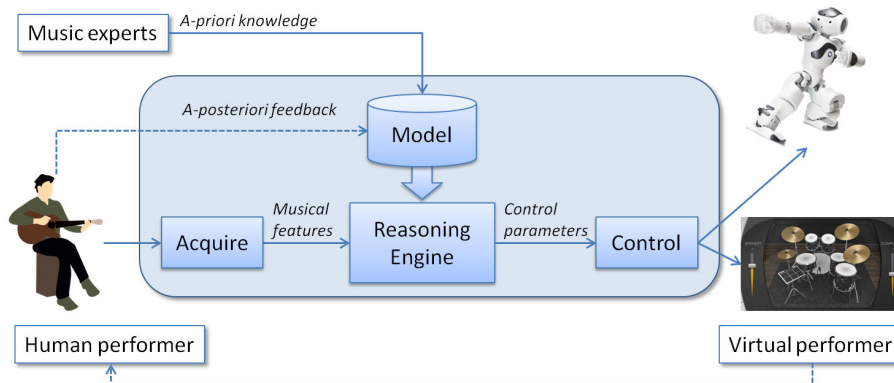 Music experts
A-priori knowledge
A-posteriori feedback
Model
Acquire
Musical
features
Reasoning
Engine
Control
parameters
Control
Human performer
Virtual performer